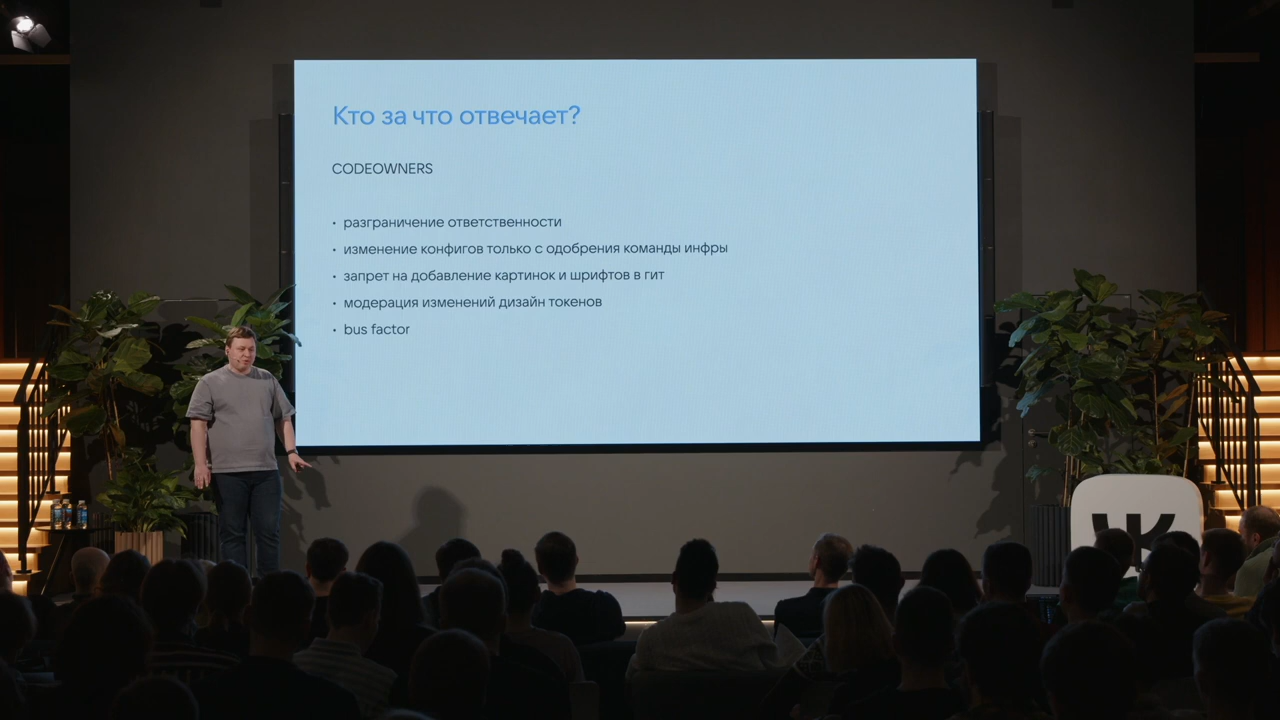 Кто за что отвечает?
CODEOWNERS
• разграничение ответственности
• изменение конфигов только с одобрения команды инфры
• запрет на добавление картинок и шрифтов в гит
• модерация изменений дизайн токенов
• bus factor